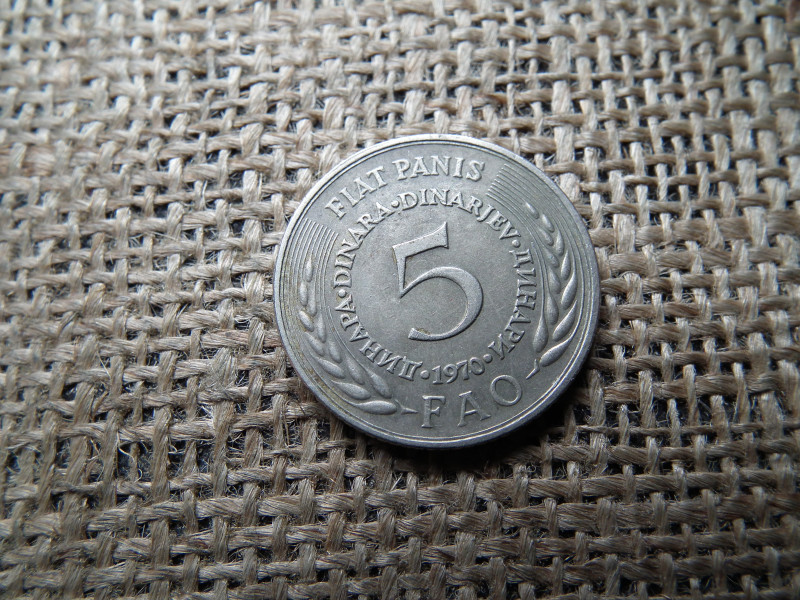 FIAT PANIS
ДИНАРА•DINARA•DINARJEV•ДИНАРИ•1970•
5
FAO